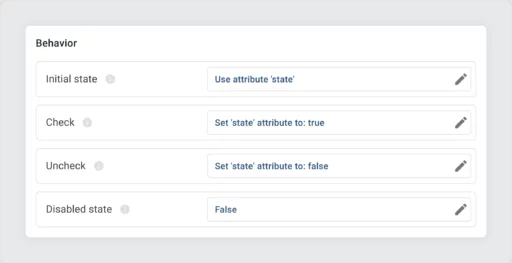 Behavior
Initial state
Use attribute 'state'
Check
Set 'state' attribute to: true
Uncheck
Set 'state' attribute to: false
Disabled state
False